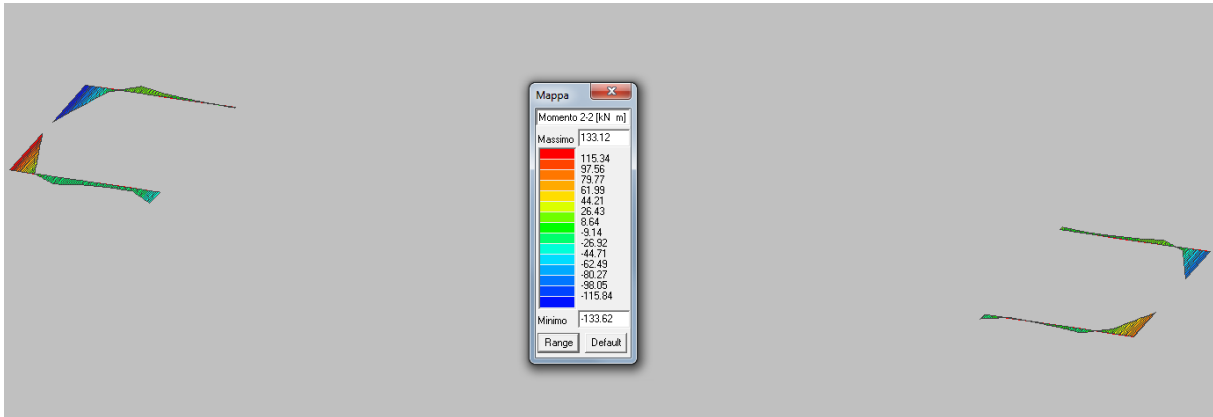 Mappa
Momento 2-2 [kN m]
Massimo 133.12
115.34
97.56
79.77
61.99
44.21
26.43
8.64
-9.14
-26.92
-44.71
-62.49
-80.27
-98.05
-115.84
Minimo -133.62
Range Default